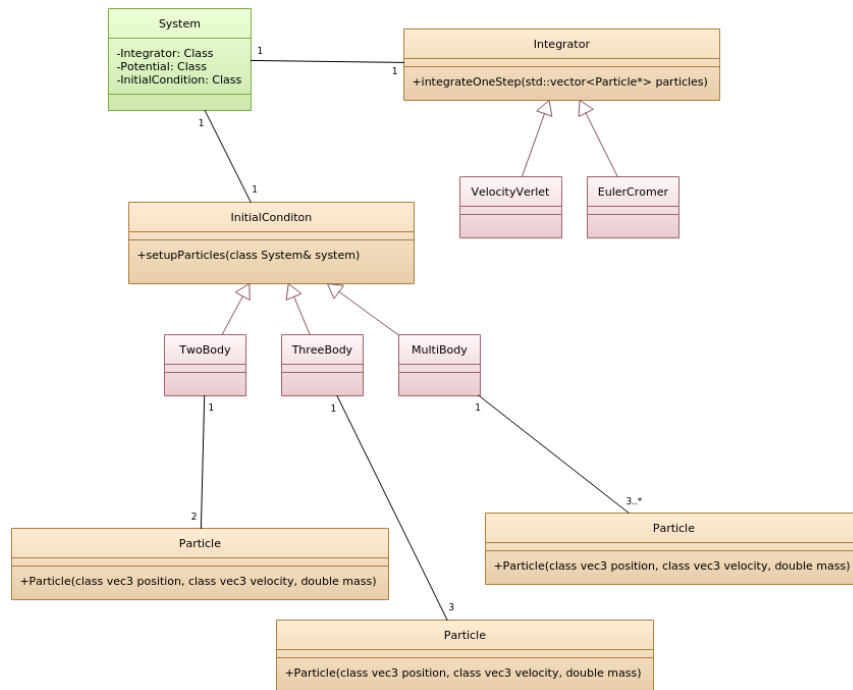 System
-Integrator: Class
-Potential: Class
-InitialCondition: Class
1
1
Integrator
+integrateOneStep(std::vector<Particle*> particles)
VelocityVerlet
EulerCromer
1
1
InitialConditon
+setupParticles(class System& system)
TwoBody
ThreeBody
MultiBody
1
1
1
2
3..*
Particle
+Particle(class vec3 position, class vec3 velocity, double mass)
Particle
+Particle(class vec3 position, class vec3 velocity, double mass)
3
Particle
+Particle(class vec3 position, class vec3 velocity, double mass)